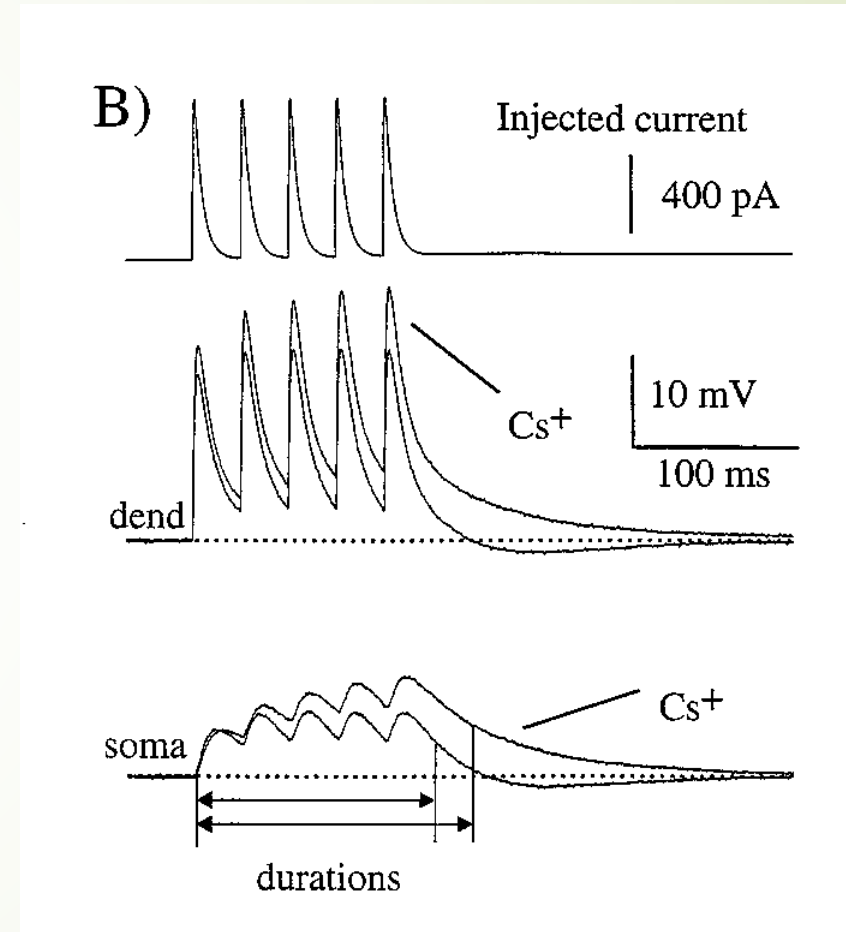 B)
Injected current
400 pA
Cs+
10 mV
100 ms
dend
Cs+
soma
durations